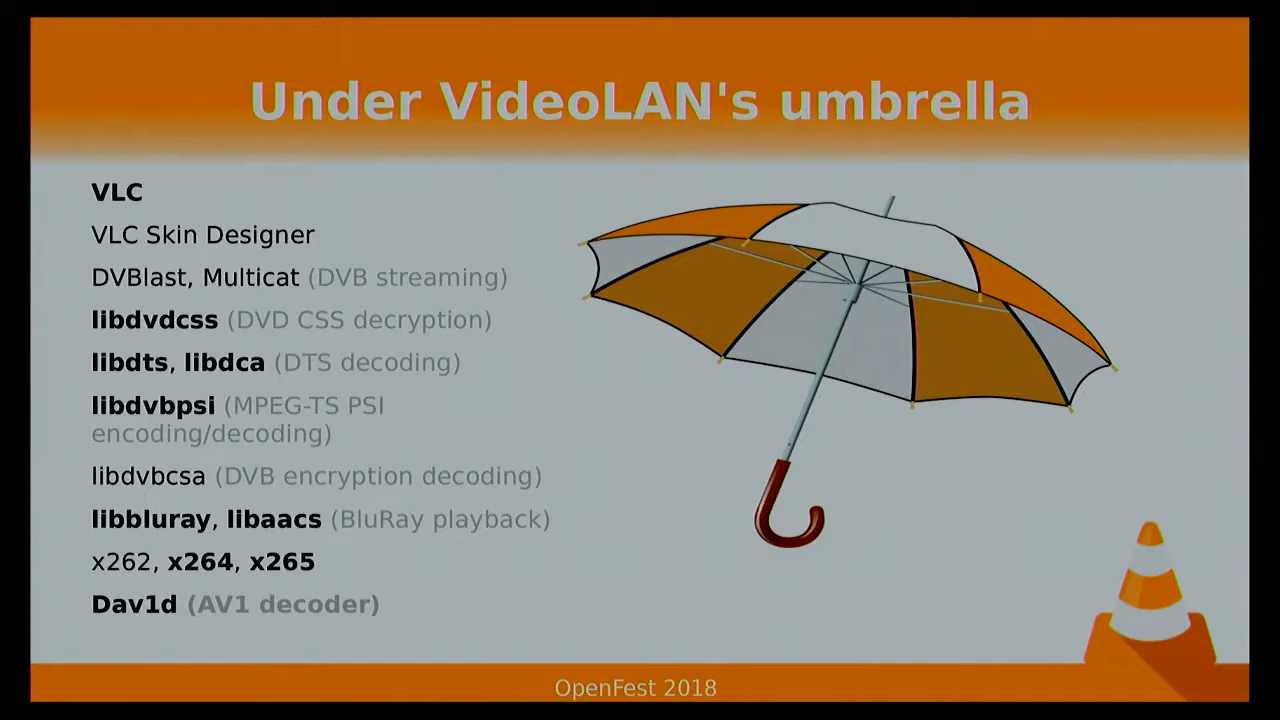 Under VideoLAN's umbrella
VLC
VLC Skin Designer
DVBlast, Multicat (DVB streaming)
libdvdcss (DVD CSS decryption)
libdts, libdca (DTS decoding)
libdvbpsi (MPEG-TS PSI
encoding/decoding)
libdvbcsa (DVB encryption decoding)
libbluray, libaacs (BluRay playback)
x262, x264, x265
Dav1d (AV1 decoder)
OpenFest 2018